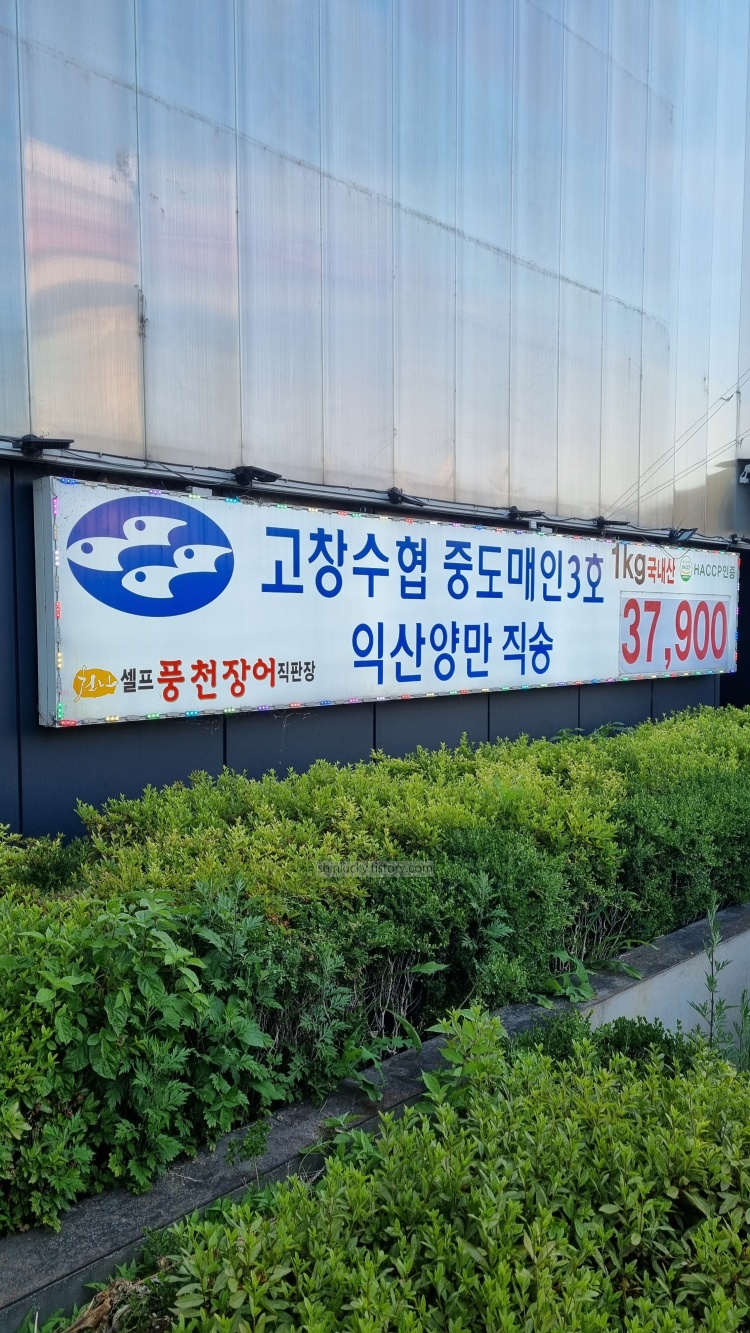 고창수협 중도매인3호
익산양만 직송
셀프 풍천장어 직판장
1kg국내산 HACCP인증
37,900